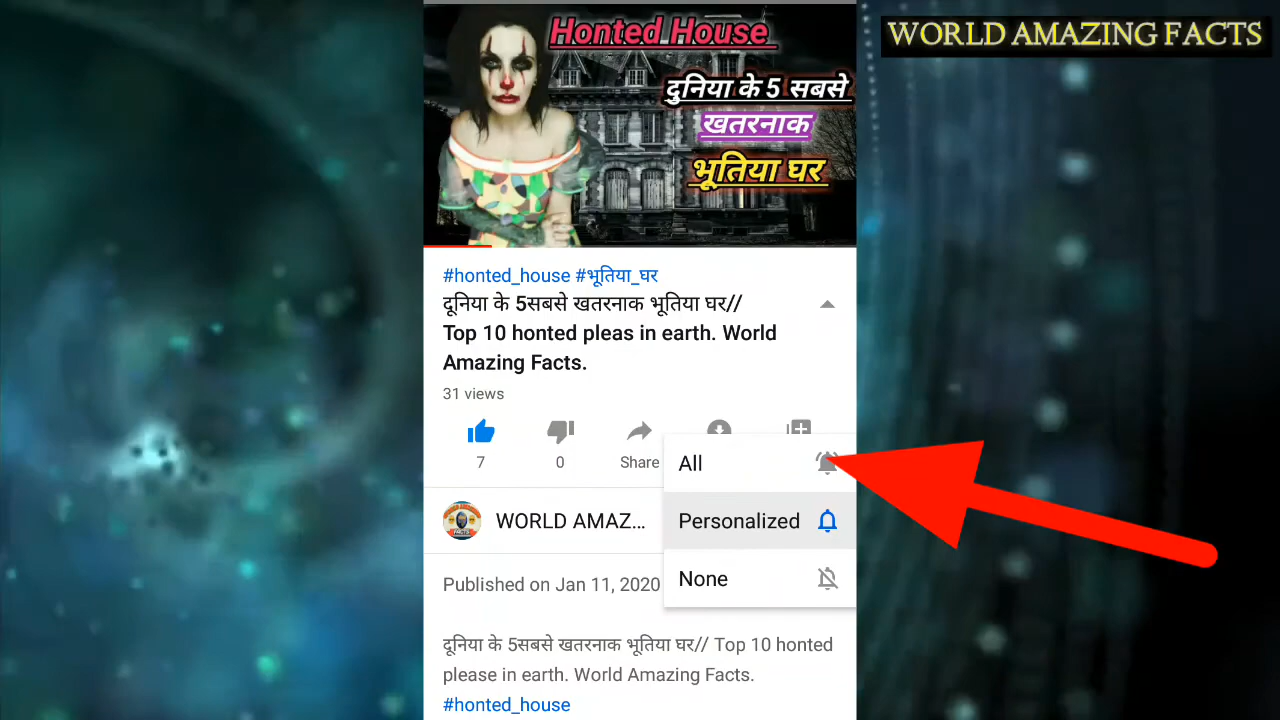 WORLD AMAZING FACTS
Honted House
दुनिया के 5 सबसे
खतरनाक
भूतिया घर
#honted_house #भूतिया_घर
दूनिया के 5सबसे खतरनाक भूतिया घर//
Top 10 honted pleas in earth. World
Amazing Facts.
31 views
7
0
Share
All
Personalized
None
WORLD AMAZ...
Published on Jan 11, 2020
दूनिया के 5सबसे खतरनाक भूतिया घर// Top 10 honted
please in earth. World Amazing Facts.
#honted_house